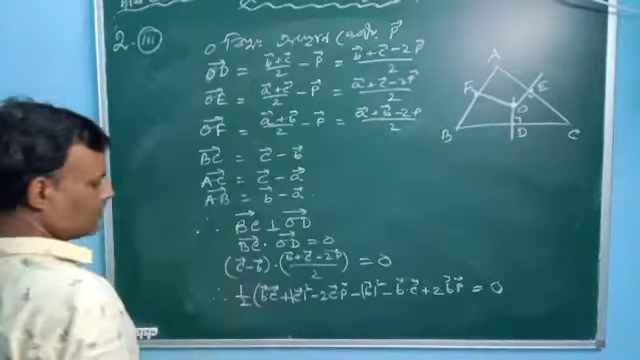 2. (iii)
O বিন্দুর অবস্থান ভেক্টর P⃗
OD⃗ = (b⃗+c⃗)/2 − P⃗ = (b⃗+c⃗−2P⃗)/2
OE⃗ = (a⃗+c⃗)/2 − P⃗ = (a⃗+c⃗−2P⃗)/2
OF⃗ = (a⃗+b⃗)/2 − P⃗ = (a⃗+b⃗−2P⃗)/2
BC⃗ = c⃗ − b⃗
AC⃗ = c⃗ − a⃗
AB⃗ = b⃗ − a⃗
∴ BC⃗ ⊥ OD⃗
BC⃗ · OD⃗ = 0
(c⃗−b⃗)·((b⃗+c⃗−2P⃗)/2) = 0
∴ 1/2 (b⃗c⃗+|c⃗|²−2c⃗P⃗−|b⃗|²−b⃗·c⃗+2b⃗P⃗) = 0
A
F E
O
B D C